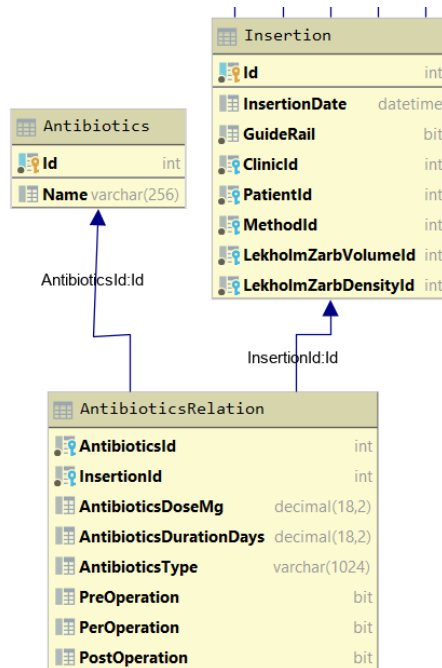 Insertion
Id int
InsertionDate datetime
GuideRail bit
ClinicId int
PatientId int
MethodId int
LekholmZarbVolumeId int
LekholmZarbDensityId int
Antibiotics
Id int
Name varchar(256)
AntibioticsId:Id
InsertionId:Id
AntibioticsRelation
AntibioticsId int
InsertionId int
AntibioticsDoseMg decimal(18,2)
AntibioticsDurationDays decimal(18,2)
AntibioticsType varchar(1024)
PreOperation bit
PerOperation bit
PostOperation bit